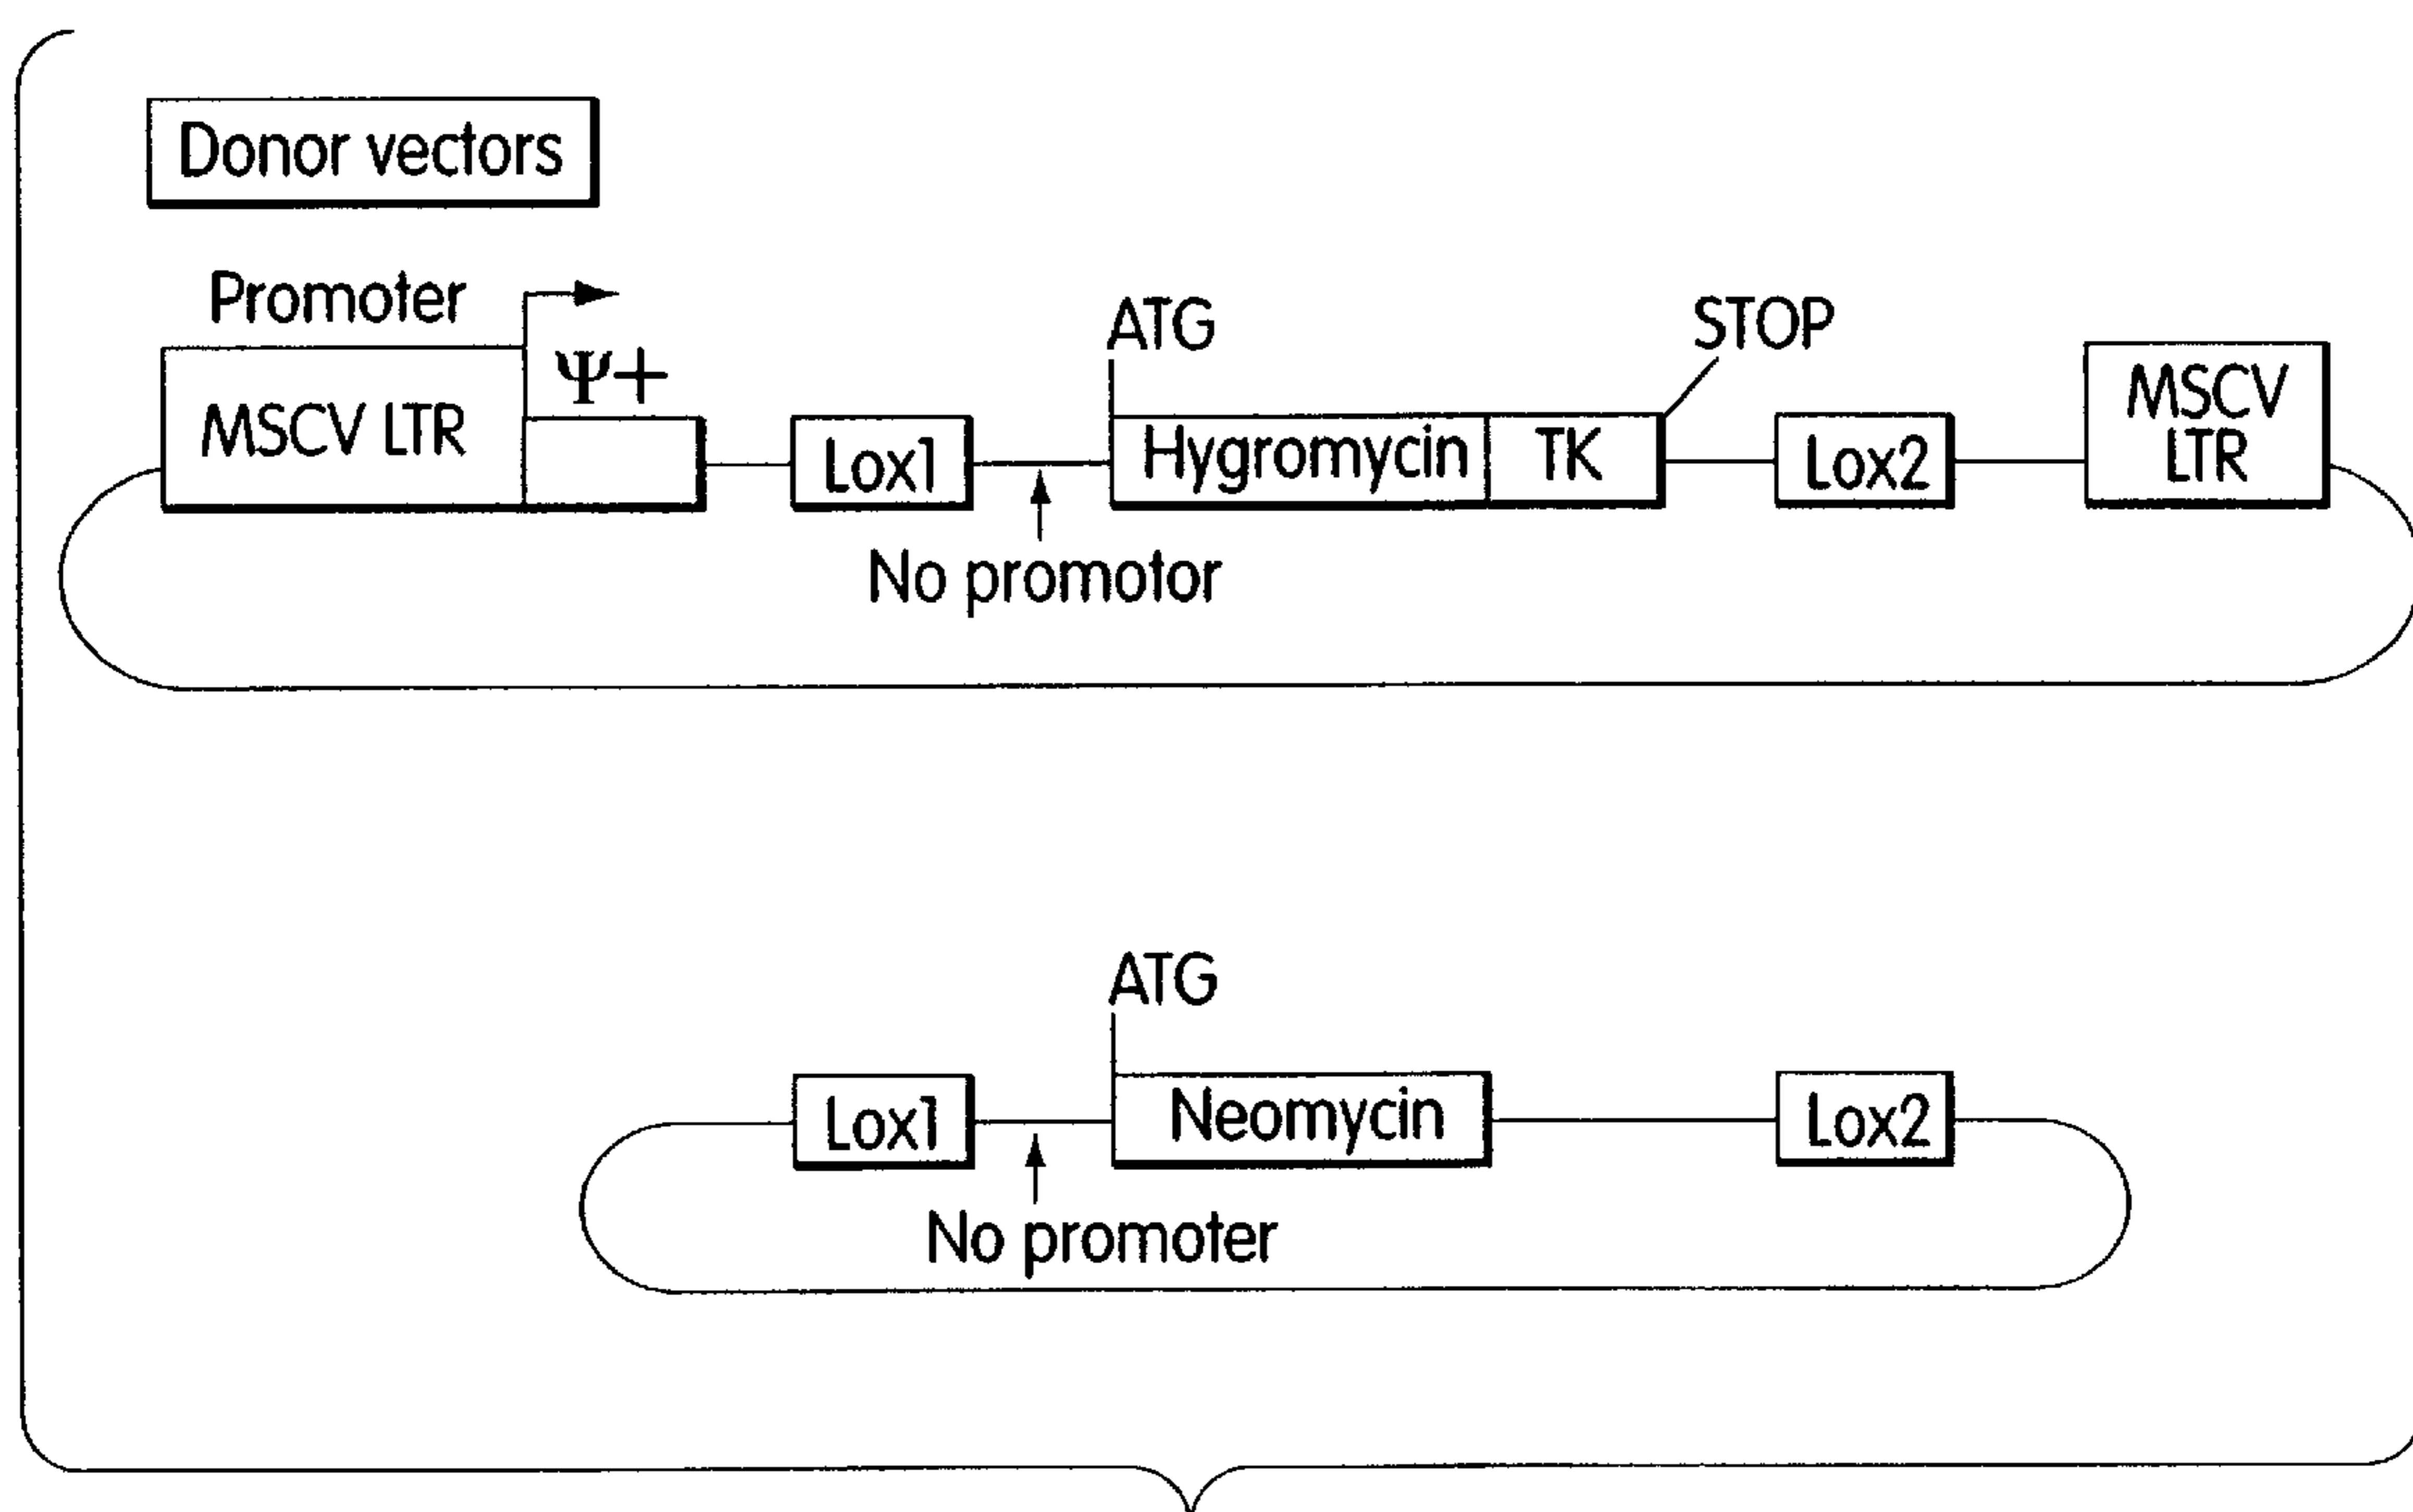 Donor vectors
Promoter
ATG
STOP
Ψ+
MSCV LTR
Lox1
Hygromycin
TK
Lox2
MSCV
LTR
No promotor
ATG
Lox1
Neomycin
Lox2
No promoter